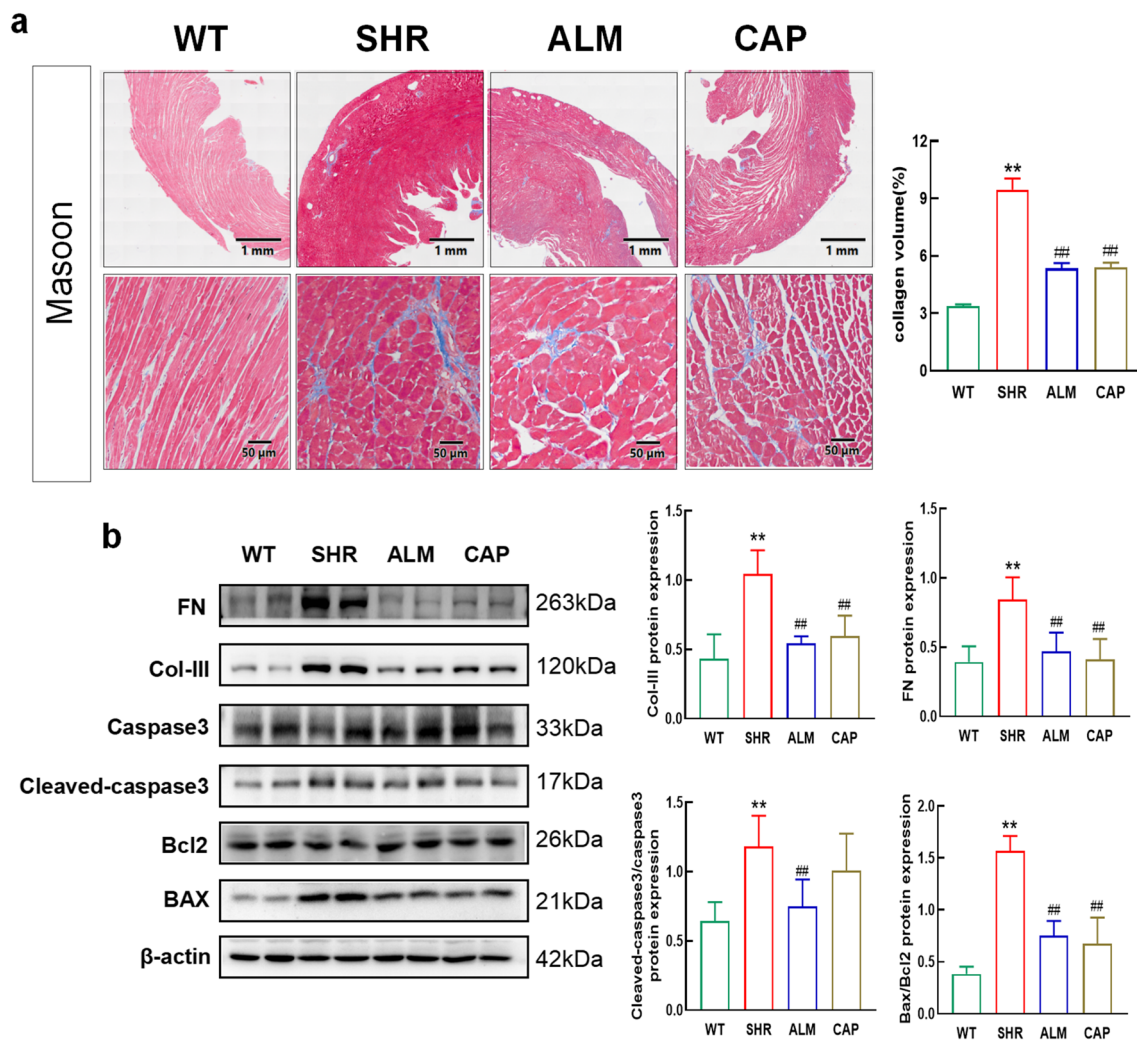 a
WT SHR ALM CAP
Masoon
1 mm 1 mm 1 mm 1 mm
50 μm 50 μm 50 μm 50 μm
collagen volume(%)
12
9
6
3
0
**
##
##
WT SHR ALM CAP
b
WT SHR ALM CAP
FN 263kDa
Col-III 120kDa
Caspase3 33kDa
Cleaved-caspase3 17kDa
Bcl2 26kDa
BAX 21kDa
β-actin 42kDa
Col-III protein expression
1.5
1.0
0.5
0.0
**
##
##
WT SHR ALM CAP
FN protein expression
1.5
1.0
0.5
0.0
**
##
##
WT SHR ALM CAP
Cleaved-caspase3/caspase3
protein expression
1.5
1.0
0.5
0.0
**
##
WT SHR ALM CAP
Bax/Bcl2 protein expression
2.0
1.5
1.0
0.5
0.0
**
##
##
WT SHR ALM CAP